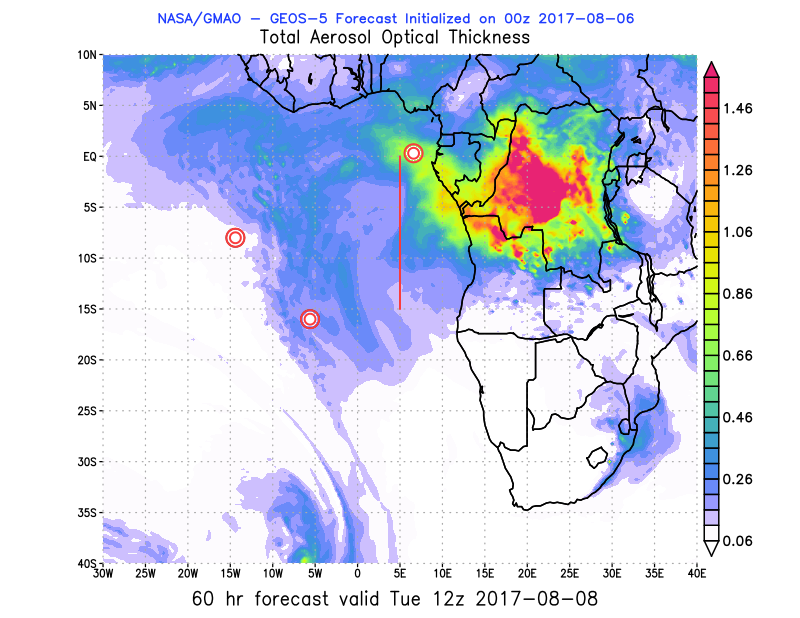 NASA/GMAO - GEOS-5 Forecast Initialized on 00z 2017-08-06
Total Aerosol Optical Thickness
10N
5N
EQ
5S
10S
15S
20S
25S
30S
35S
40S
30W 25W 20W 15W 10W 5W 0 5E 10E 15E 20E 25E 30E 35E 40E
1.46
1.26
1.06
0.86
0.66
0.46
0.26
0.06
60 hr forecast valid Tue 12z 2017-08-08